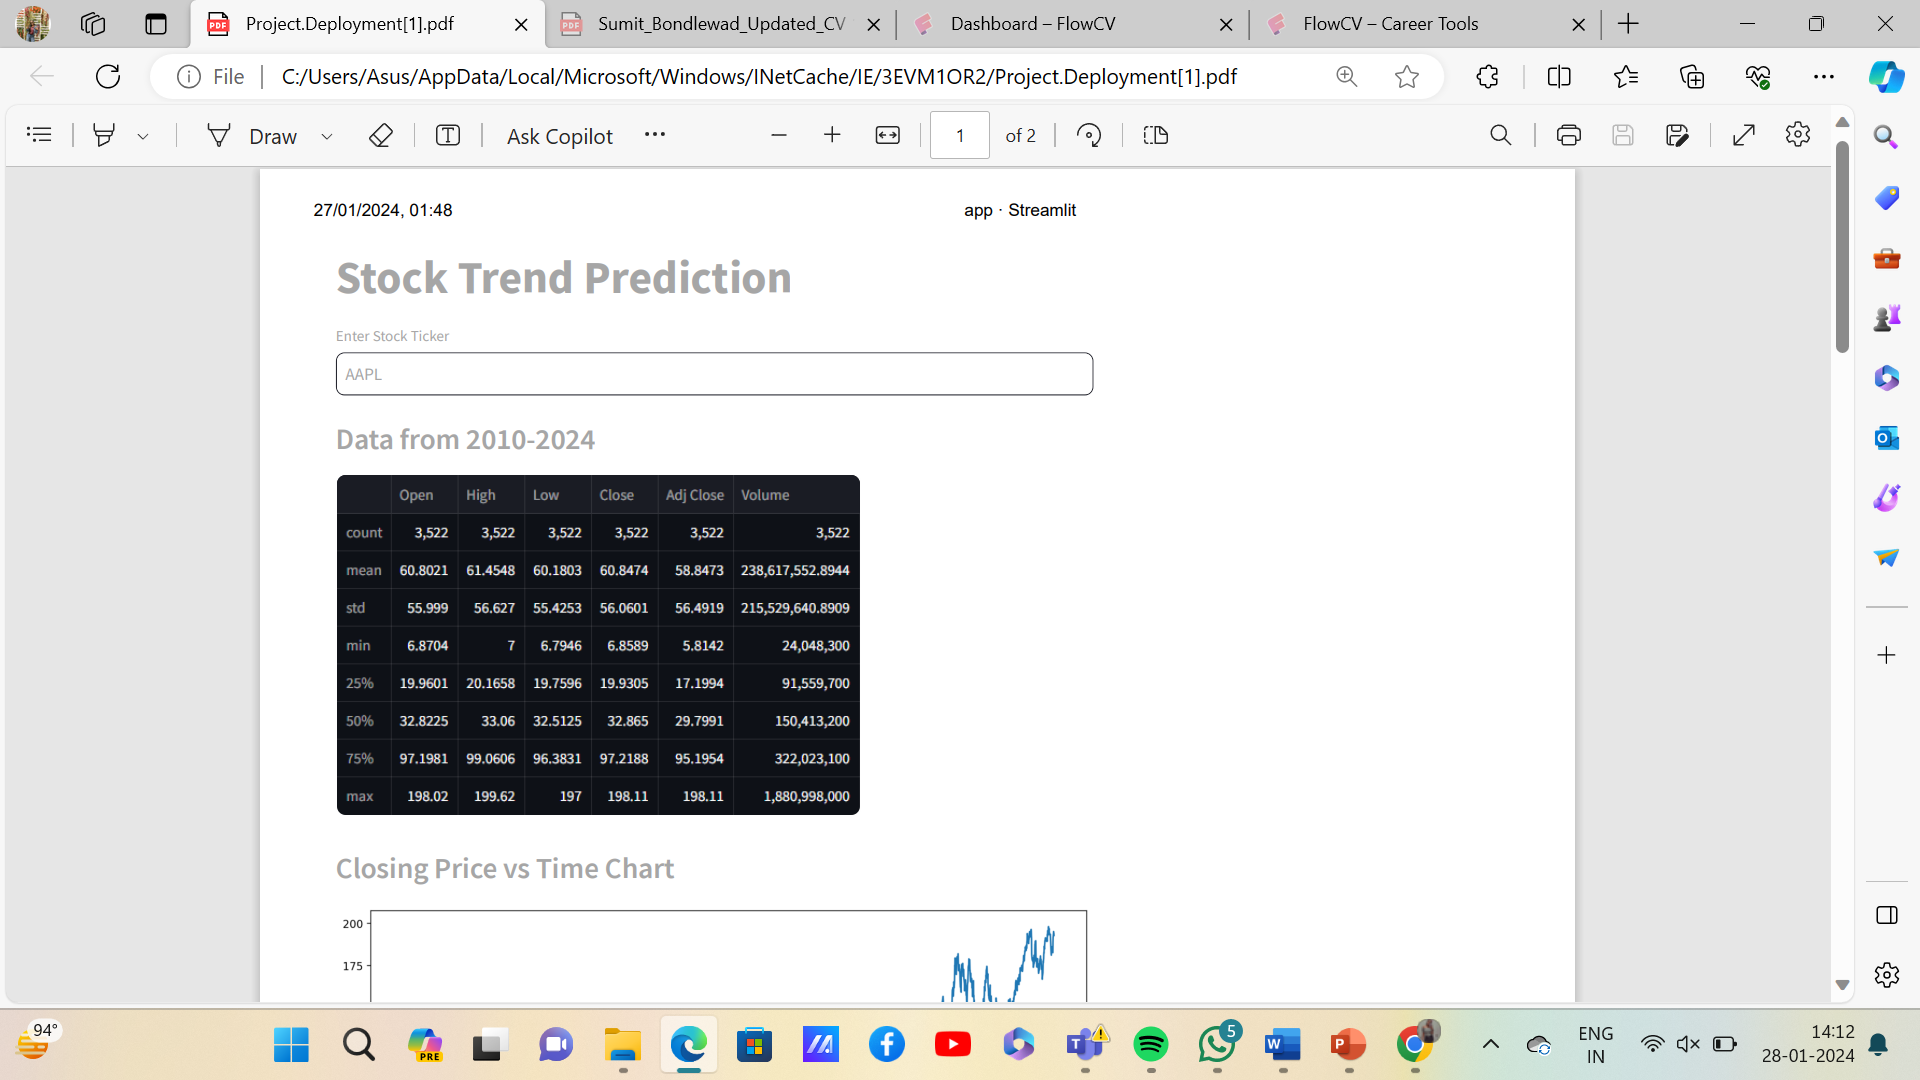 Project.Deployment[1].pdf
Sumit_Bondlewad_Updated_CV
Dashboard – FlowCV
FlowCV – Career Tools
File
C:/Users/Asus/AppData/Local/Microsoft/Windows/INetCache/IE/3EVM1OR2/Project.Deployment[1].pdf
Draw
Ask Copilot
1 of 2
27/01/2024, 01:48
app · Streamlit
Stock Trend Prediction
Enter Stock Ticker
AAPL
Data from 2010-2024
Open High Low Close Adj Close Volume
count 3,522 3,522 3,522 3,522 3,522 3,522
mean 60.8021 61.4548 60.1803 60.8474 58.8473 238,617,552.8944
std 55.999 56.627 55.4253 56.0601 56.4919 215,529,640.8909
min 6.8704 7 6.7946 6.8589 5.8142 24,048,300
25% 19.9601 20.1658 19.7596 19.9305 17.1994 91,559,700
50% 32.8225 33.06 32.5125 32.865 29.7991 150,413,200
75% 97.1981 99.0606 96.3831 97.2188 95.1954 322,023,100
max 198.02 199.62 197 198.11 198.11 1,880,998,000
Closing Price vs Time Chart
200
175
94°
PRE
5
ENG
IN
14:12
28-01-2024